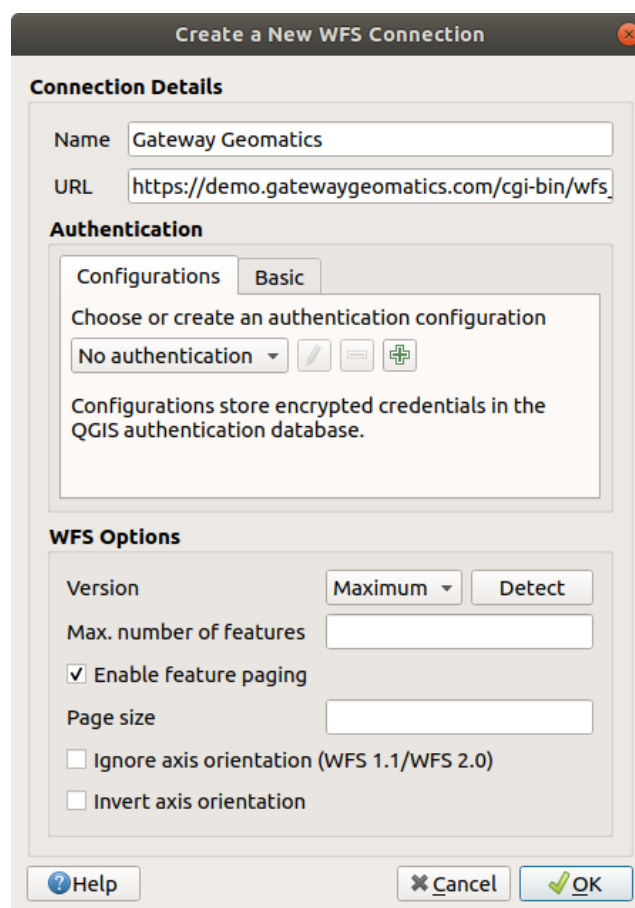 Create a New WFS Connection
Connection Details
Name Gateway Geomatics
URL https://demo.gatewaygeomatics.com/cgi-bin/wfs_
Authentication
Configurations Basic
Choose or create an authentication configuration
No authentication
Configurations store encrypted credentials in the
QGIS authentication database.
WFS Options
Version Maximum Detect
Max. number of features
Enable feature paging
Page size
Ignore axis orientation (WFS 1.1/WFS 2.0)
Invert axis orientation
Help Cancel OK